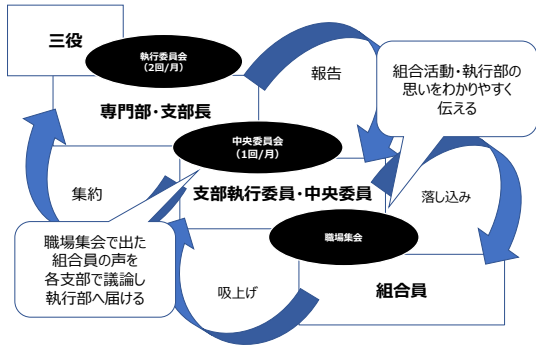 三役
執行委員会
（2回/月）
報告
組合活動・執行部の
思いをわかりやすく
伝える
専門部・支部長
中央委員会
（1回/月）
集約
支部執行委員・中央委員
落し込み
職場集会で出た
組合員の声を
各支部で議論し
執行部へ届ける
職場集会
吸上げ
組合員